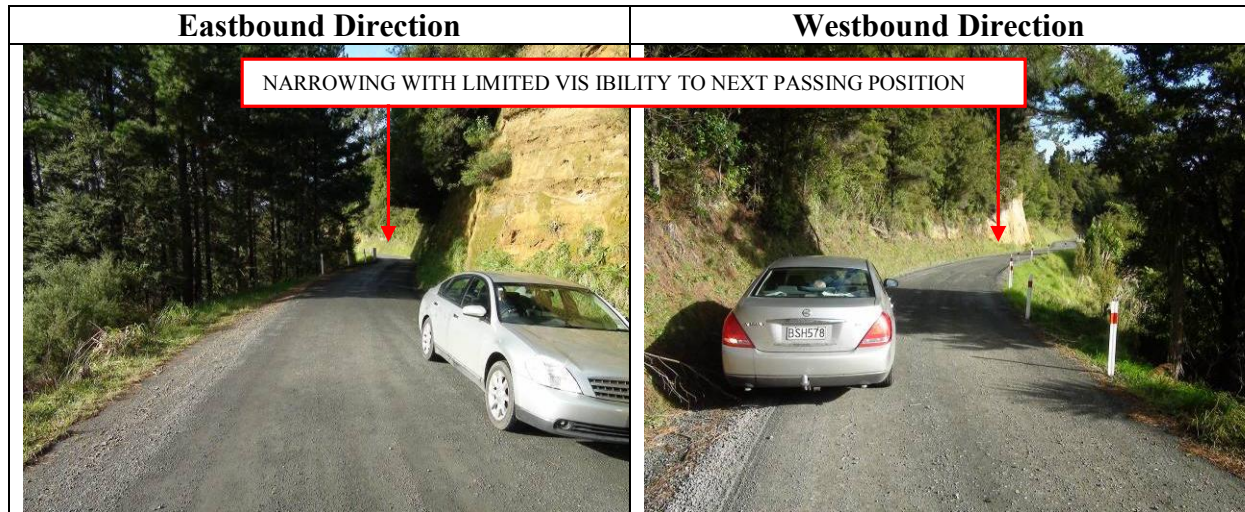 Eastbound Direction
Westbound Direction
NARROWING WITH LIMITED VIS IBILITY TO NEXT PASSING POSITION
BSH578